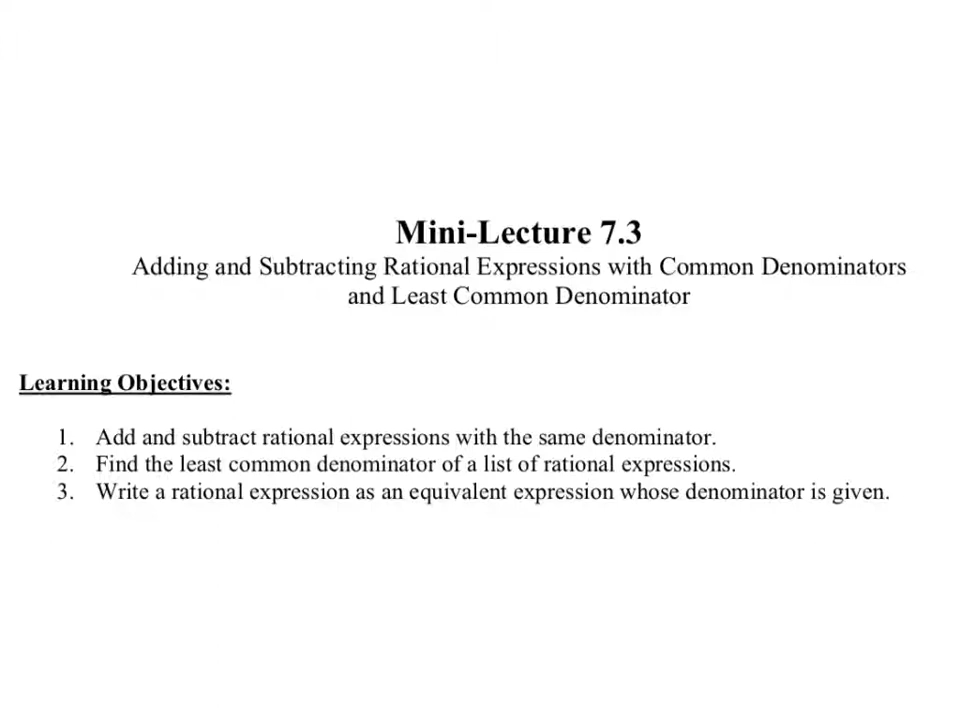 Mini-Lecture 7.3
Adding and Subtracting Rational Expressions with Common Denominators
and Least Common Denominator
Learning Objectives:
1. Add and subtract rational expressions with the same denominator.
2. Find the least common denominator of a list of rational expressions.
3. Write a rational expression as an equivalent expression whose denominator is given.